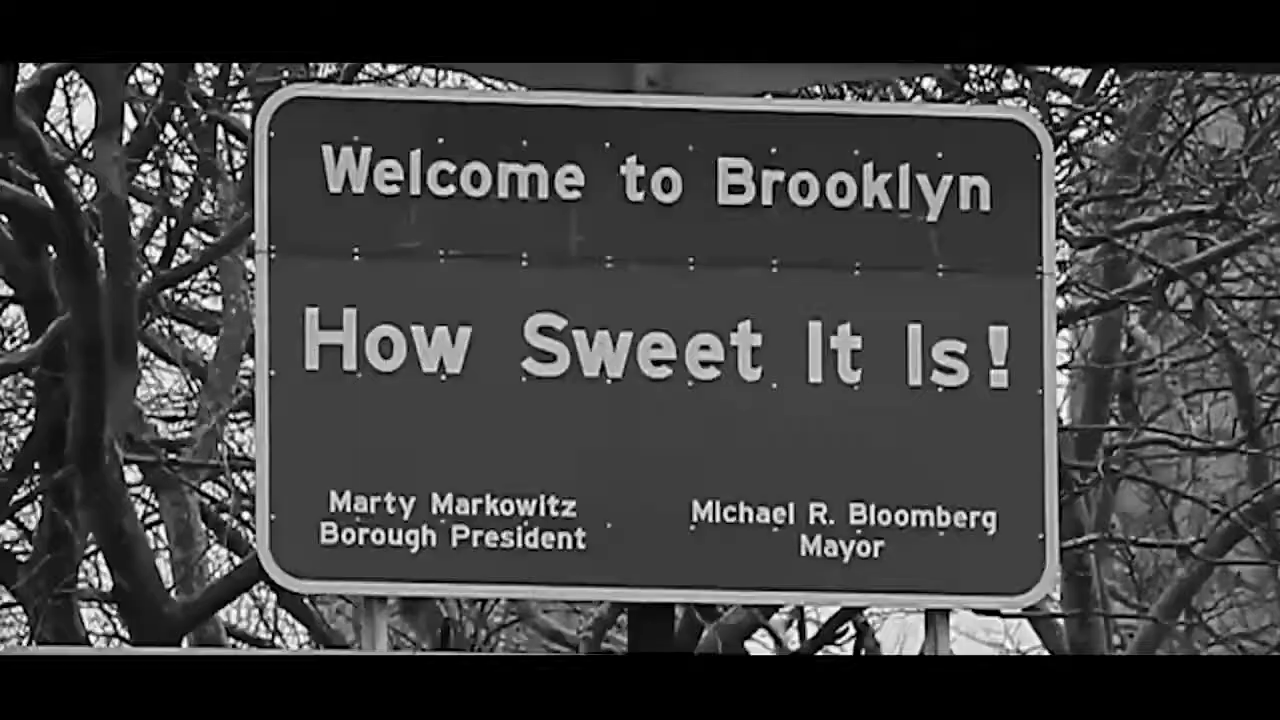 Welcome to Brooklyn
How Sweet It Is!
Marty Markowitz
Borough President
Michael R. Bloomberg
Mayor